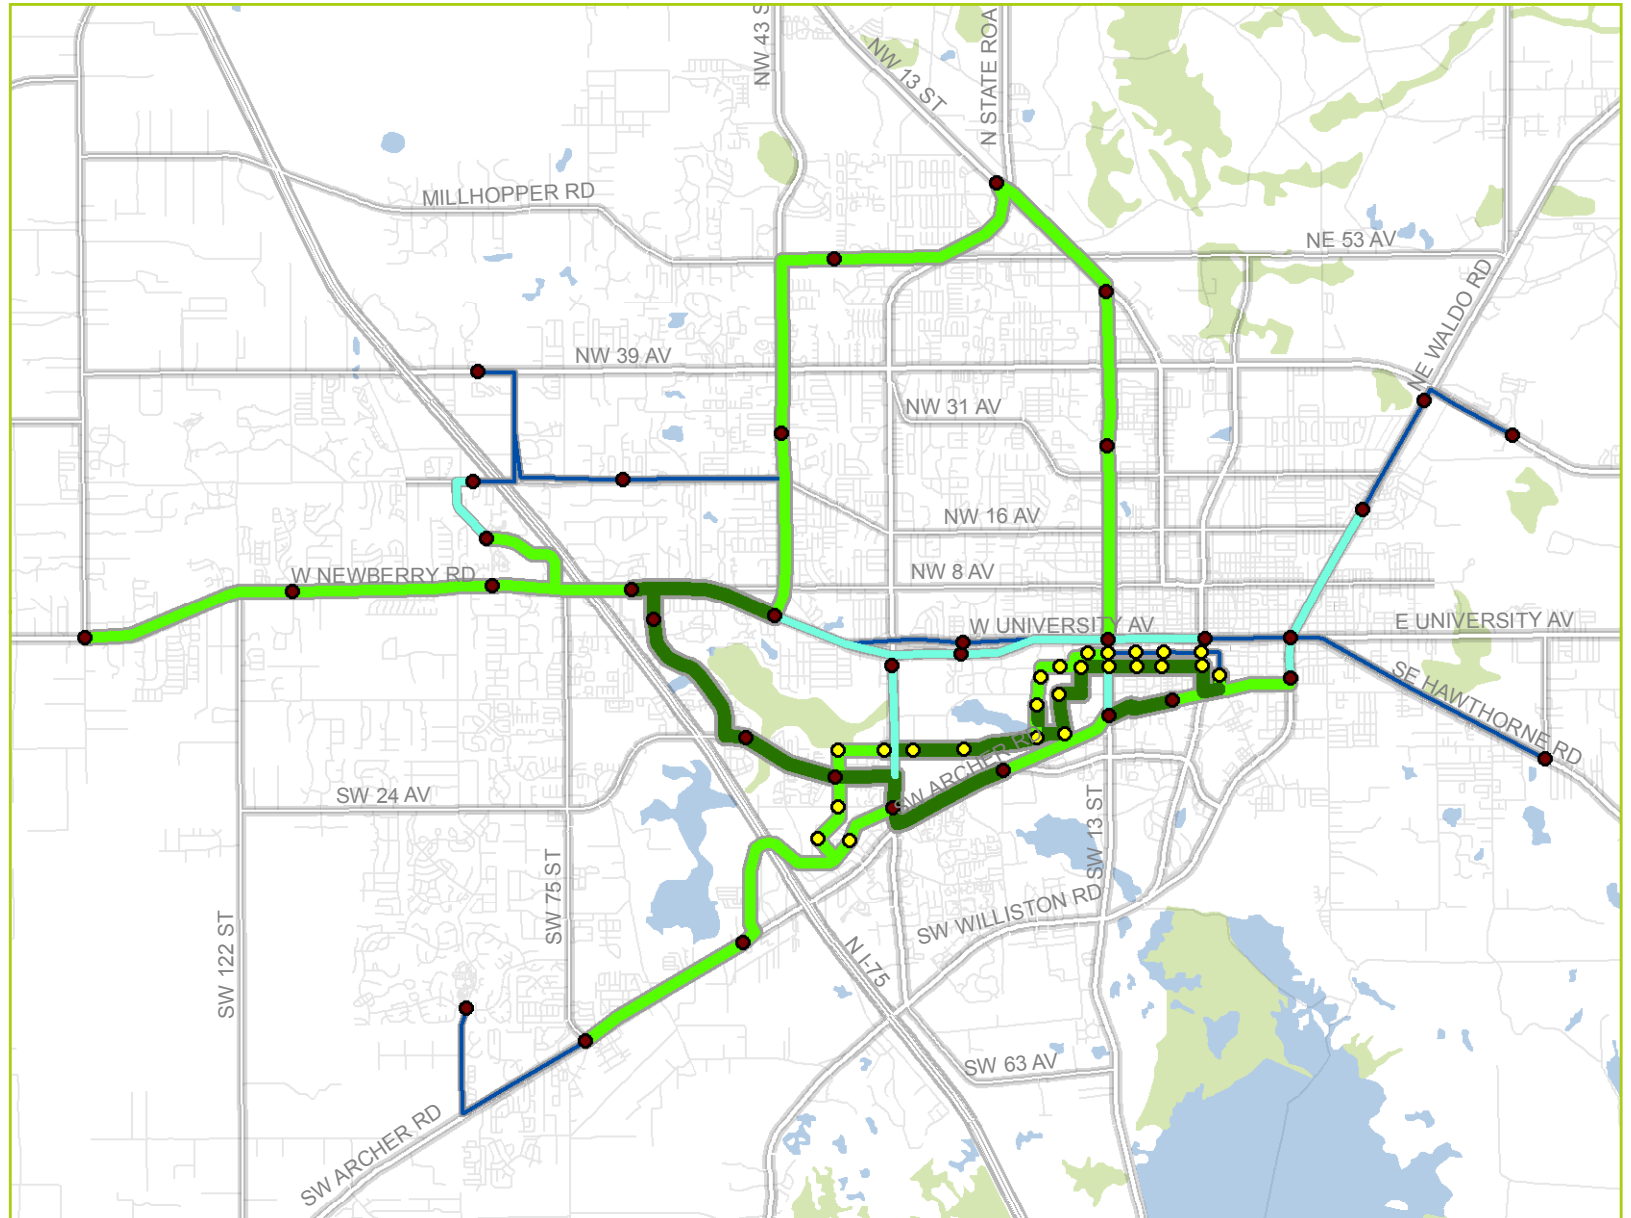 NW 43 S
NW 13 ST
N STATE ROA
MILLHOPPER RD
NE 53 AV
NE WALDO RD
NW 39 AV
NW 31 AV
NW 16 AV
W NEWBERRY RD
NW 8 AV
W UNIVERSITY AV
E UNIVERSITY AV
SE HAWTHORNE RD
SW ARCHER RD
SW 24 AV
SW 13 ST
SW 75 ST
SW WILLISTON RD
SW 122 ST
N I-75
SW 63 AV
SW ARCHER RD